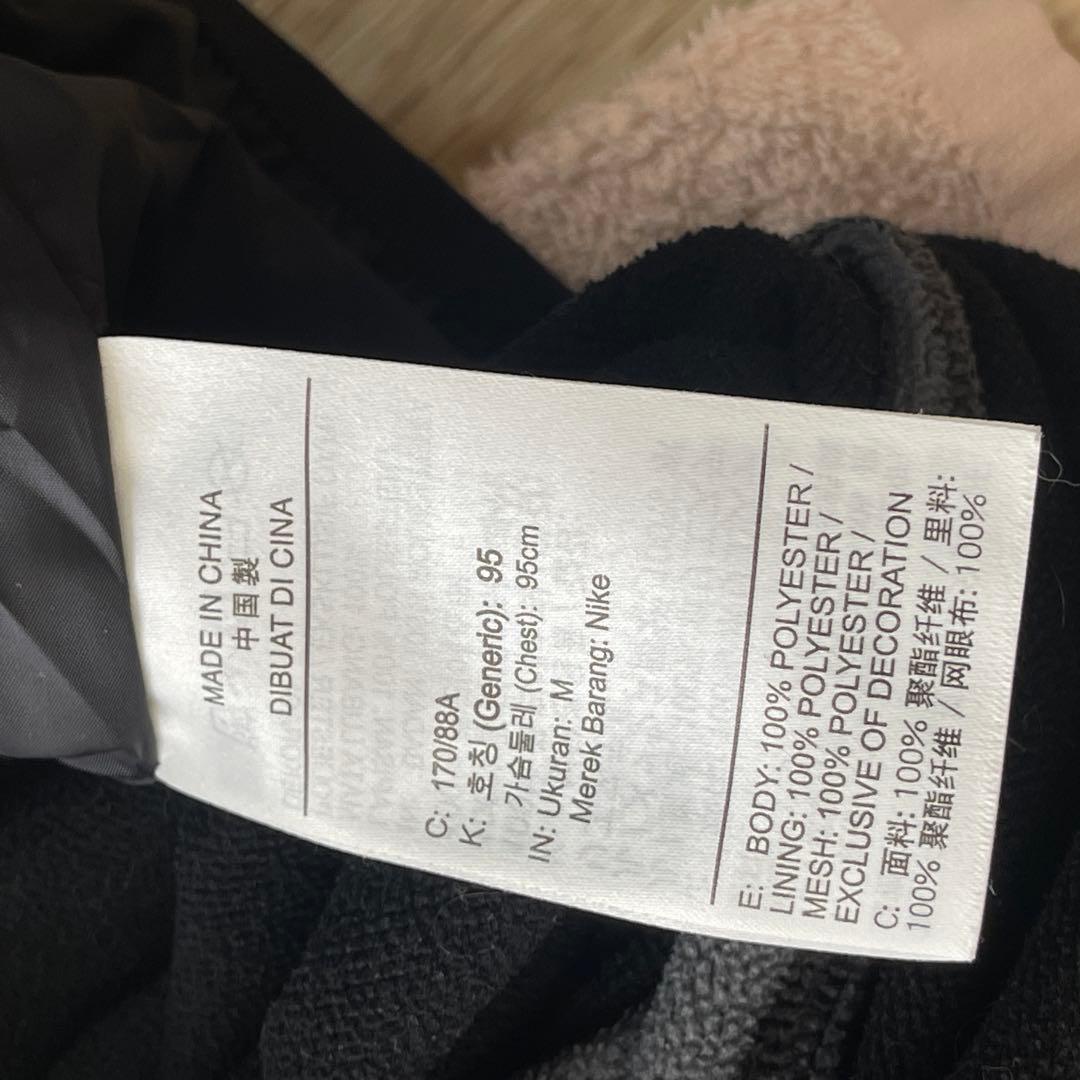 MADE IN CHINA
中国製
DIBUAT DI CINA
C: 170/88A
K: 호칭 (Generic): 95
가슴둘레 (Chest): 95cm
IN: Ukuran: M
Merek Barang: Nike
E: BODY: 100% POLYESTER /
LINING: 100% POLYESTER /
MESH: 100% POLYESTER /
EXCLUSIVE OF DECORATION
C: 面料: 100% 聚酯纤维 / 里料:
100% 聚酯纤维 / 网眼布: 100%